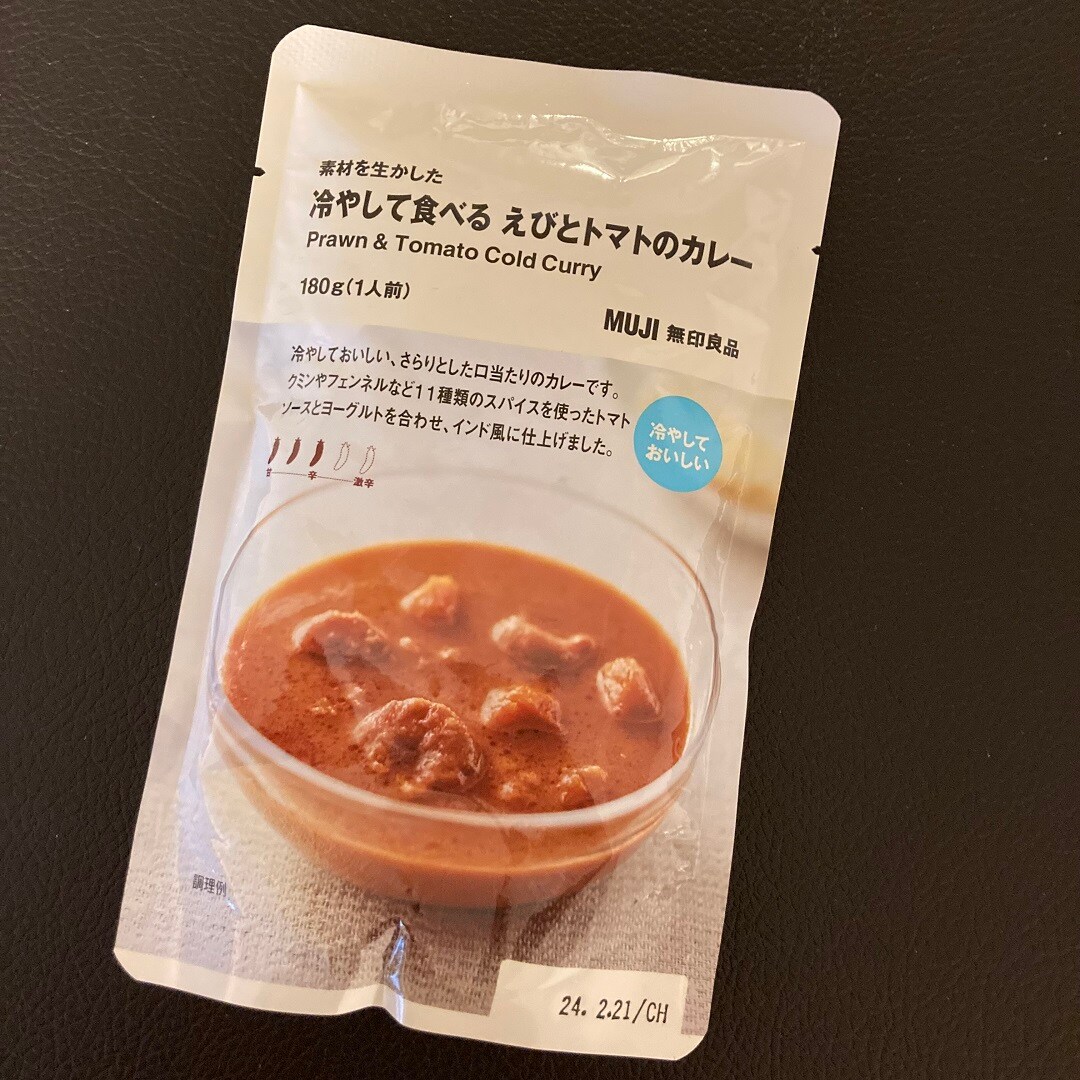 素材を生かした
冷やして食べる えびとトマトのカレー
Prawn & Tomato Cold Curry
180g(1人前)
MUJI 無印良品
冷やしておいしい、さらりとした口当たりのカレーです。
クミンやフェンネルなど11種類のスパイスを使ったトマト
ソースとヨーグルトを合わせ、インド風に仕上げました。
冷やして
おいしい
甘 辛 激辛
調理例
24. 2.21/CH